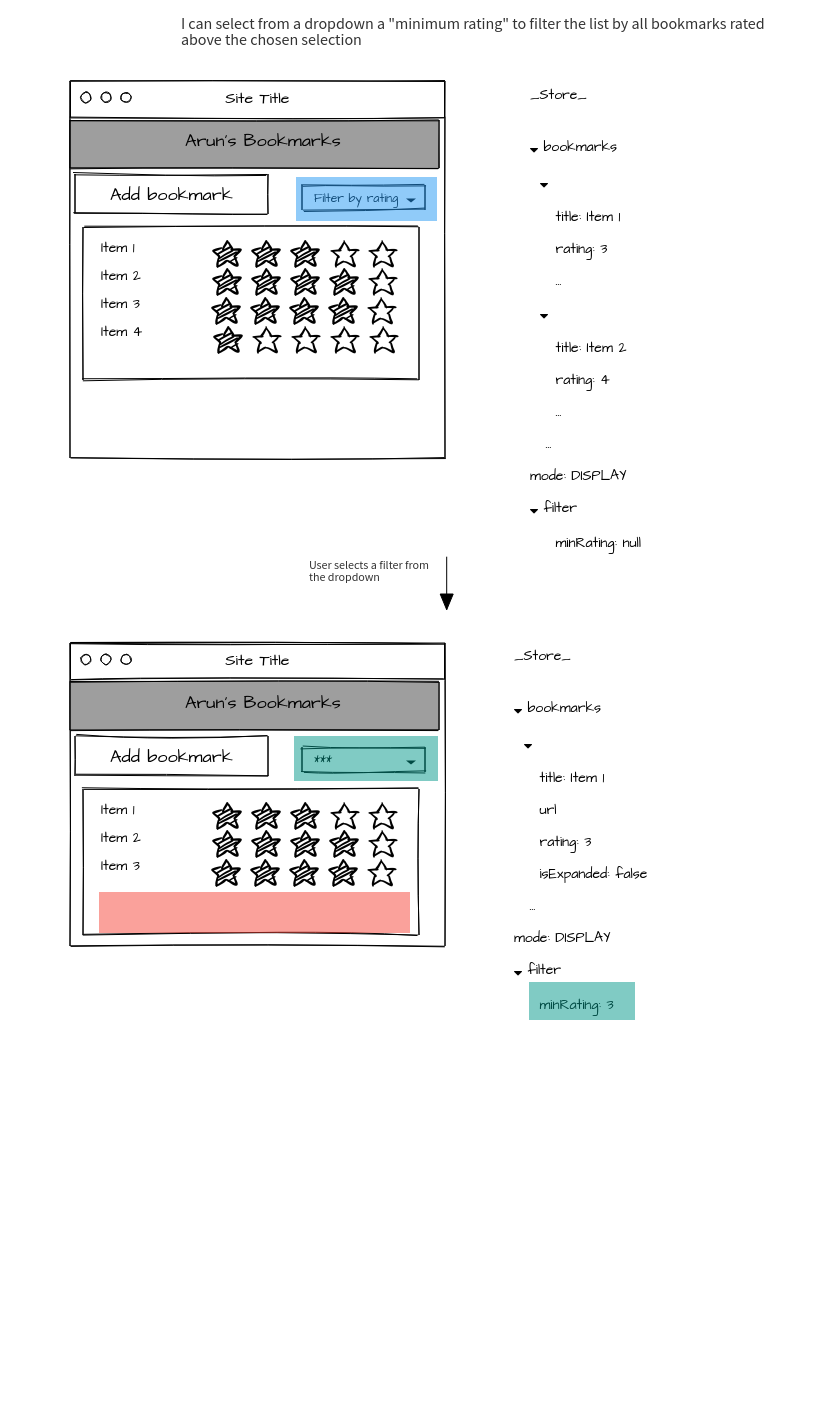 I can select from a dropdown a "minimum rating" to filter the list by all bookmarks rated
above the chosen selection
Site Title
Arun's Bookmarks
Add bookmark
Filter by rating
Item 1
Item 2
Item 3
Item 4
_Store_
bookmarks
title: Item 1
rating: 3
...
title: Item 2
rating: 4
...
...
mode: DISPLAY
filter
minRating: null
User selects a filter from
the dropdown
Site Title
Arun's Bookmarks
Add bookmark
***
Item 1
Item 2
Item 3
_Store_
bookmarks
title: Item 1
url
rating: 3
isExpanded: false
...
mode: DISPLAY
filter
minRating: 3